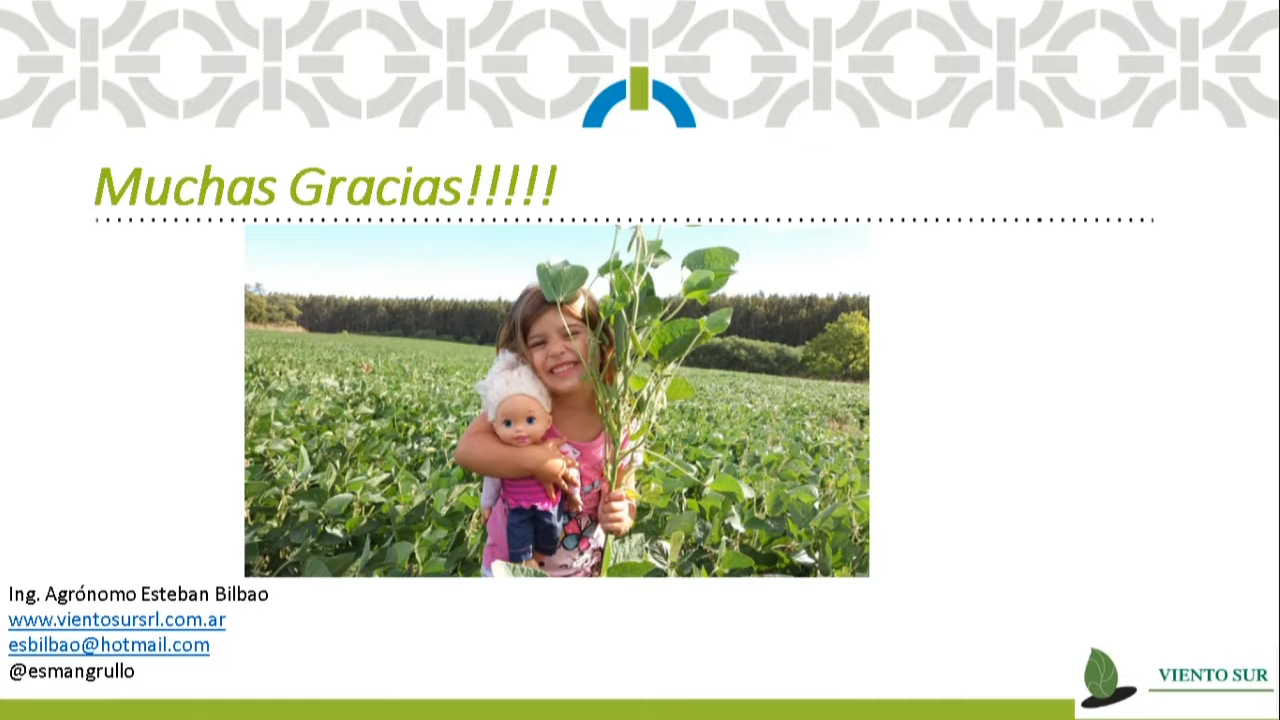 Muchas Gracias!!!!!
Ing. Agrónomo Esteban Bilbao
www.vientosursrl.com.ar
esbilbao@hotmail.com
@esmangrullo
VIENTO SUR